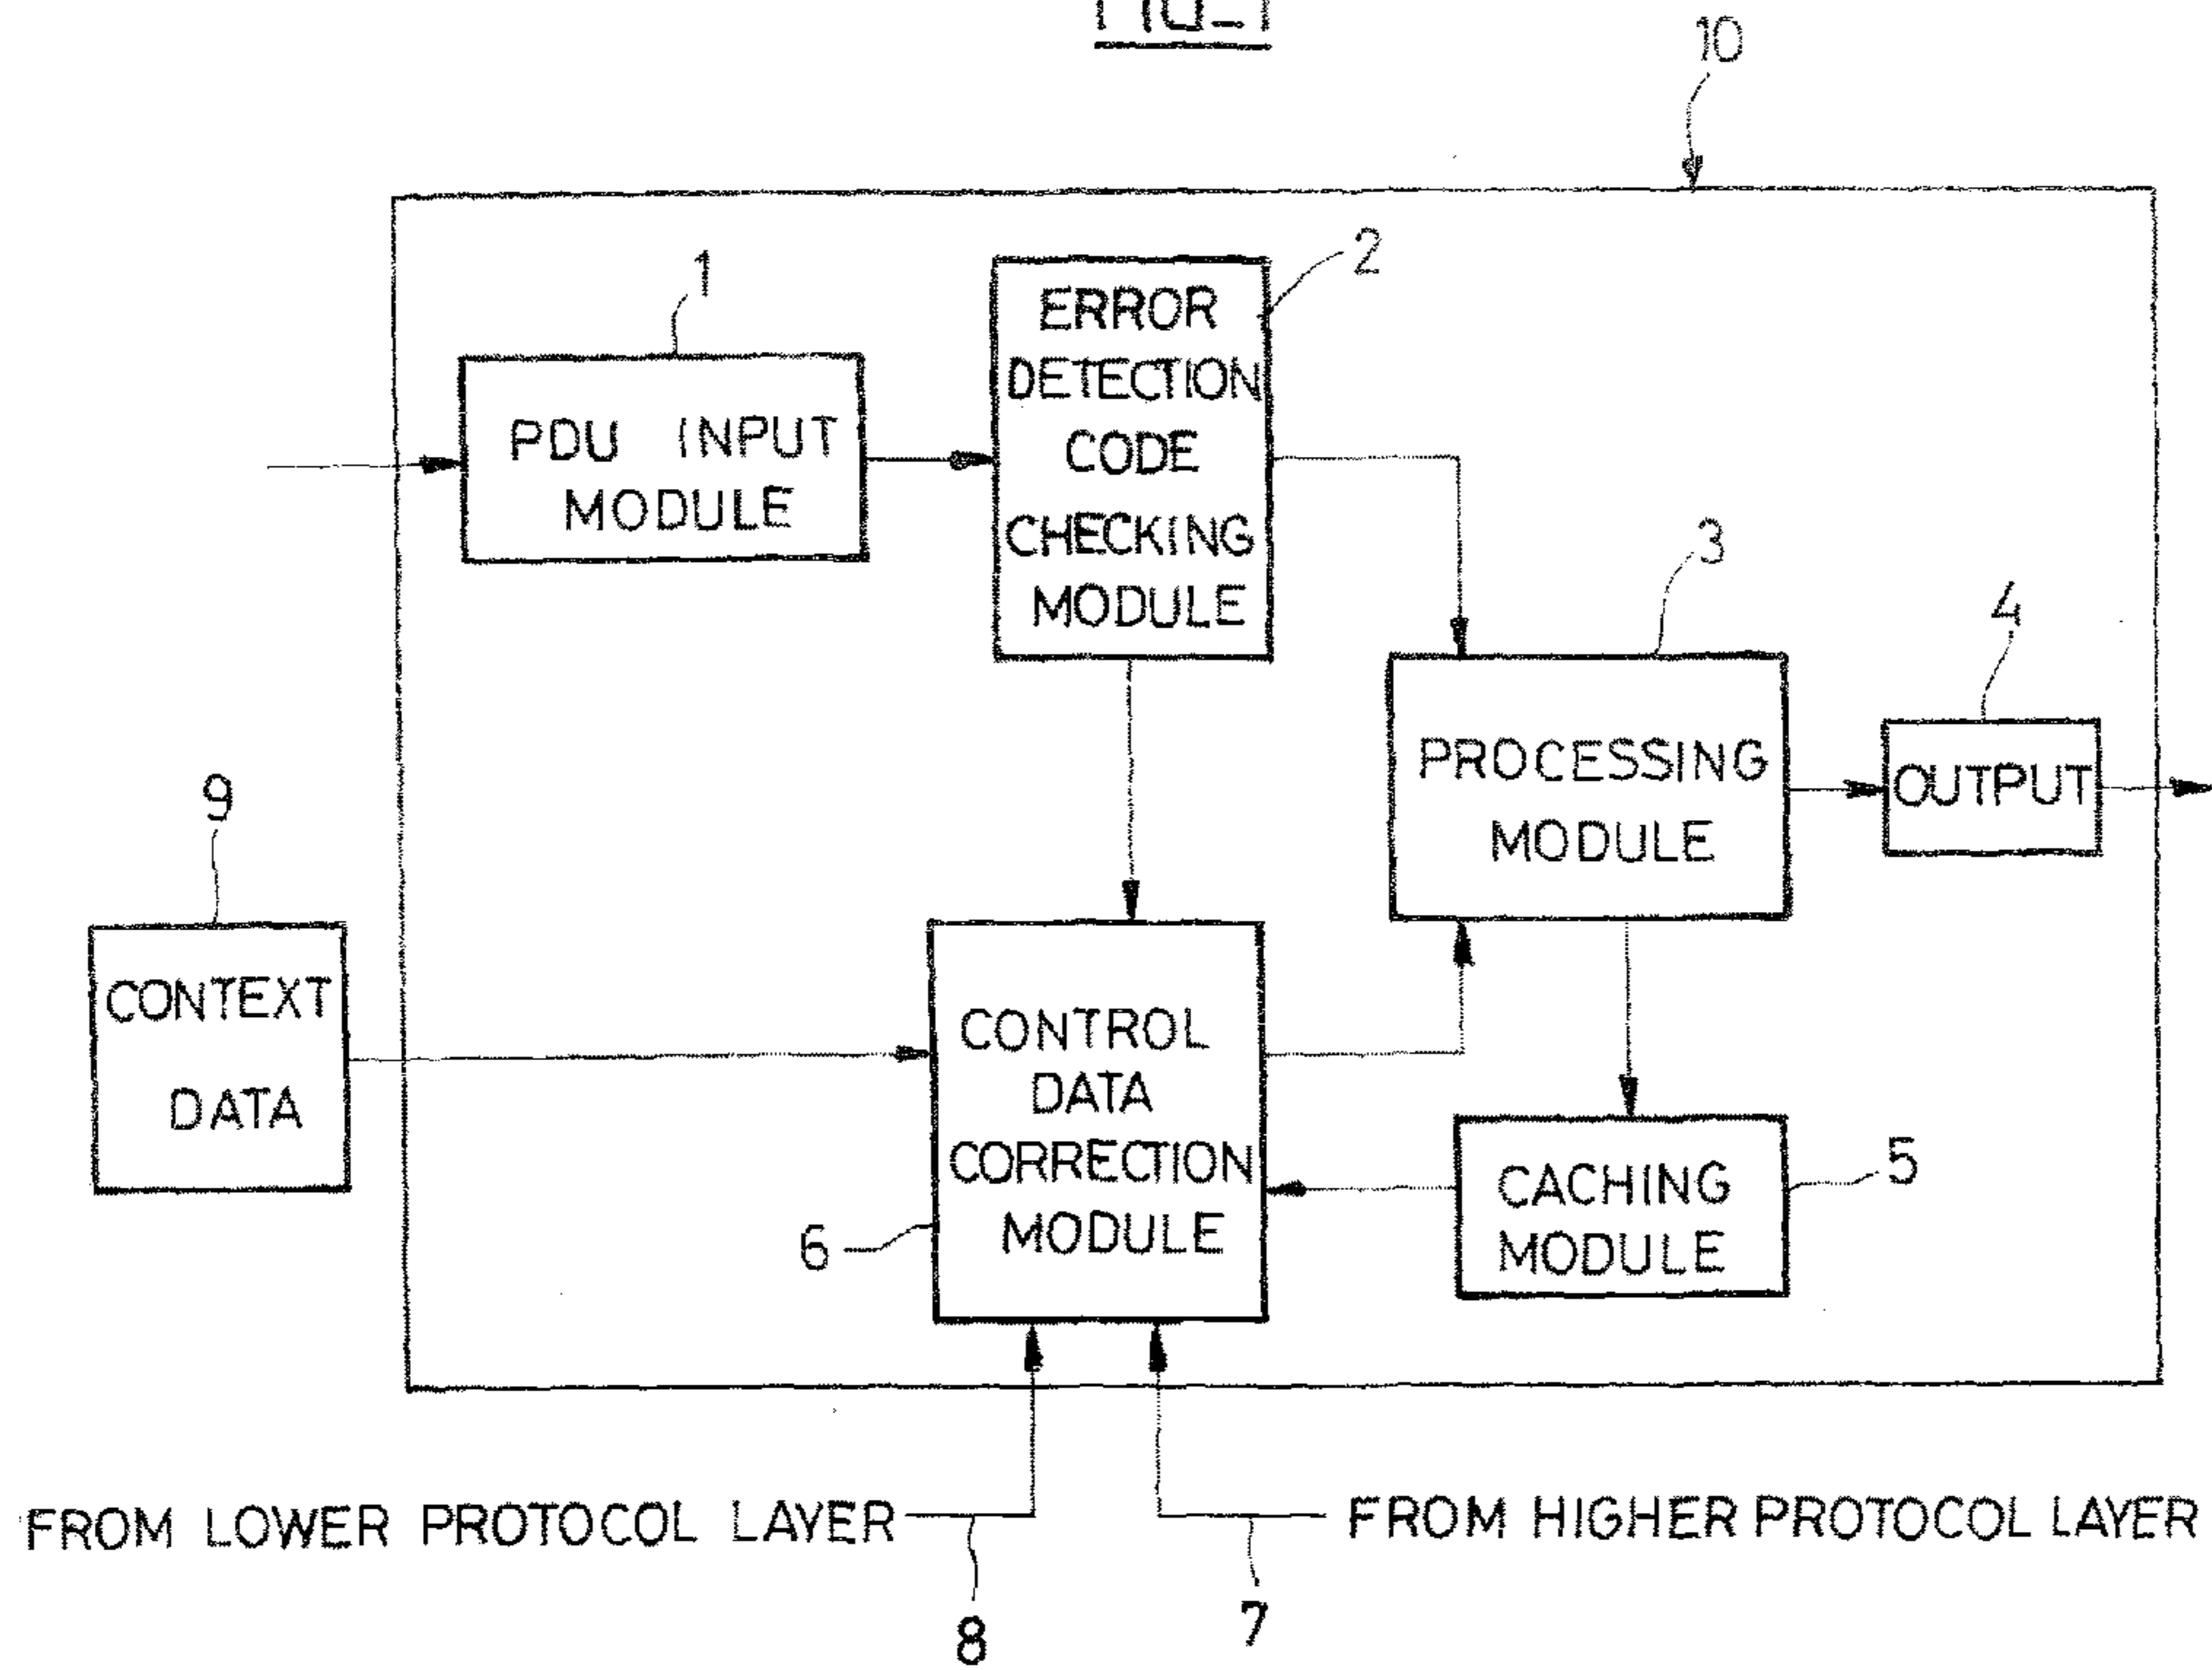 10
1
2
ERROR
DETECTION
CODE
CHECKING
MODULE
PDU INPUT
MODULE
3
4
PROCESSING
MODULE
OUTPUT
9
CONTEXT
DATA
CONTROL
DATA
CORRECTION
MODULE
6
CACHING
MODULE
5
FROM LOWER PROTOCOL LAYER
FROM HIGHER PROTOCOL LAYER
8
7